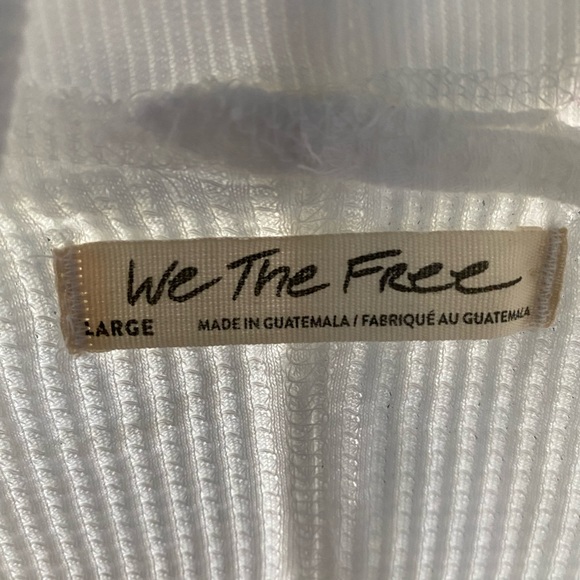 We The Free
LARGE
MADE IN GUATEMALA / FABRIQUÉ AU GUATEMALA